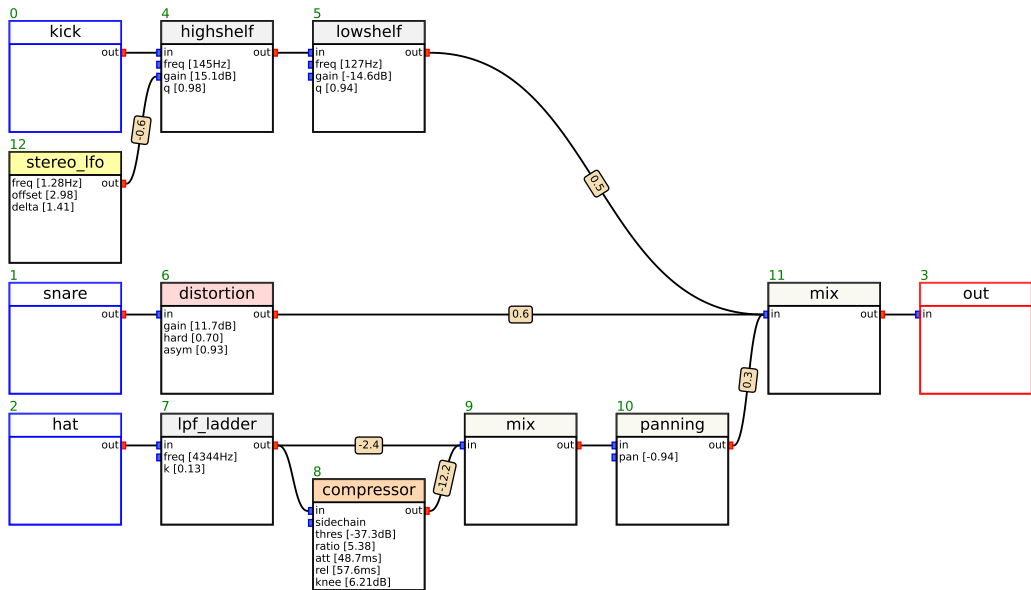 0
kick
out
4
highshelf
in out
freq [145Hz]
gain [15.1dB]
q [0.98]
5
lowshelf
in out
freq [127Hz]
gain [-14.6dB]
q [0.94]
-0.6
12
stereo_lfo
freq [1.28Hz] out
offset [2.98]
delta [1.41]
0.5
1
snare
out
6
distortion
in out
gain [11.7dB]
hard [0.70]
asym [0.93]
0.6
11
mix
in out
3
out
in
0.3
2
hat
out
7
lpf_ladder
in out
freq [4344Hz]
k [0.13]
-2.4
8
compressor
in out
sidechain
thres [-37.3dB]
ratio [5.38]
att [48.7ms]
rel [57.6ms]
knee [6.21dB]
-12.2
9
mix
in out
10
panning
in out
pan [-0.94]